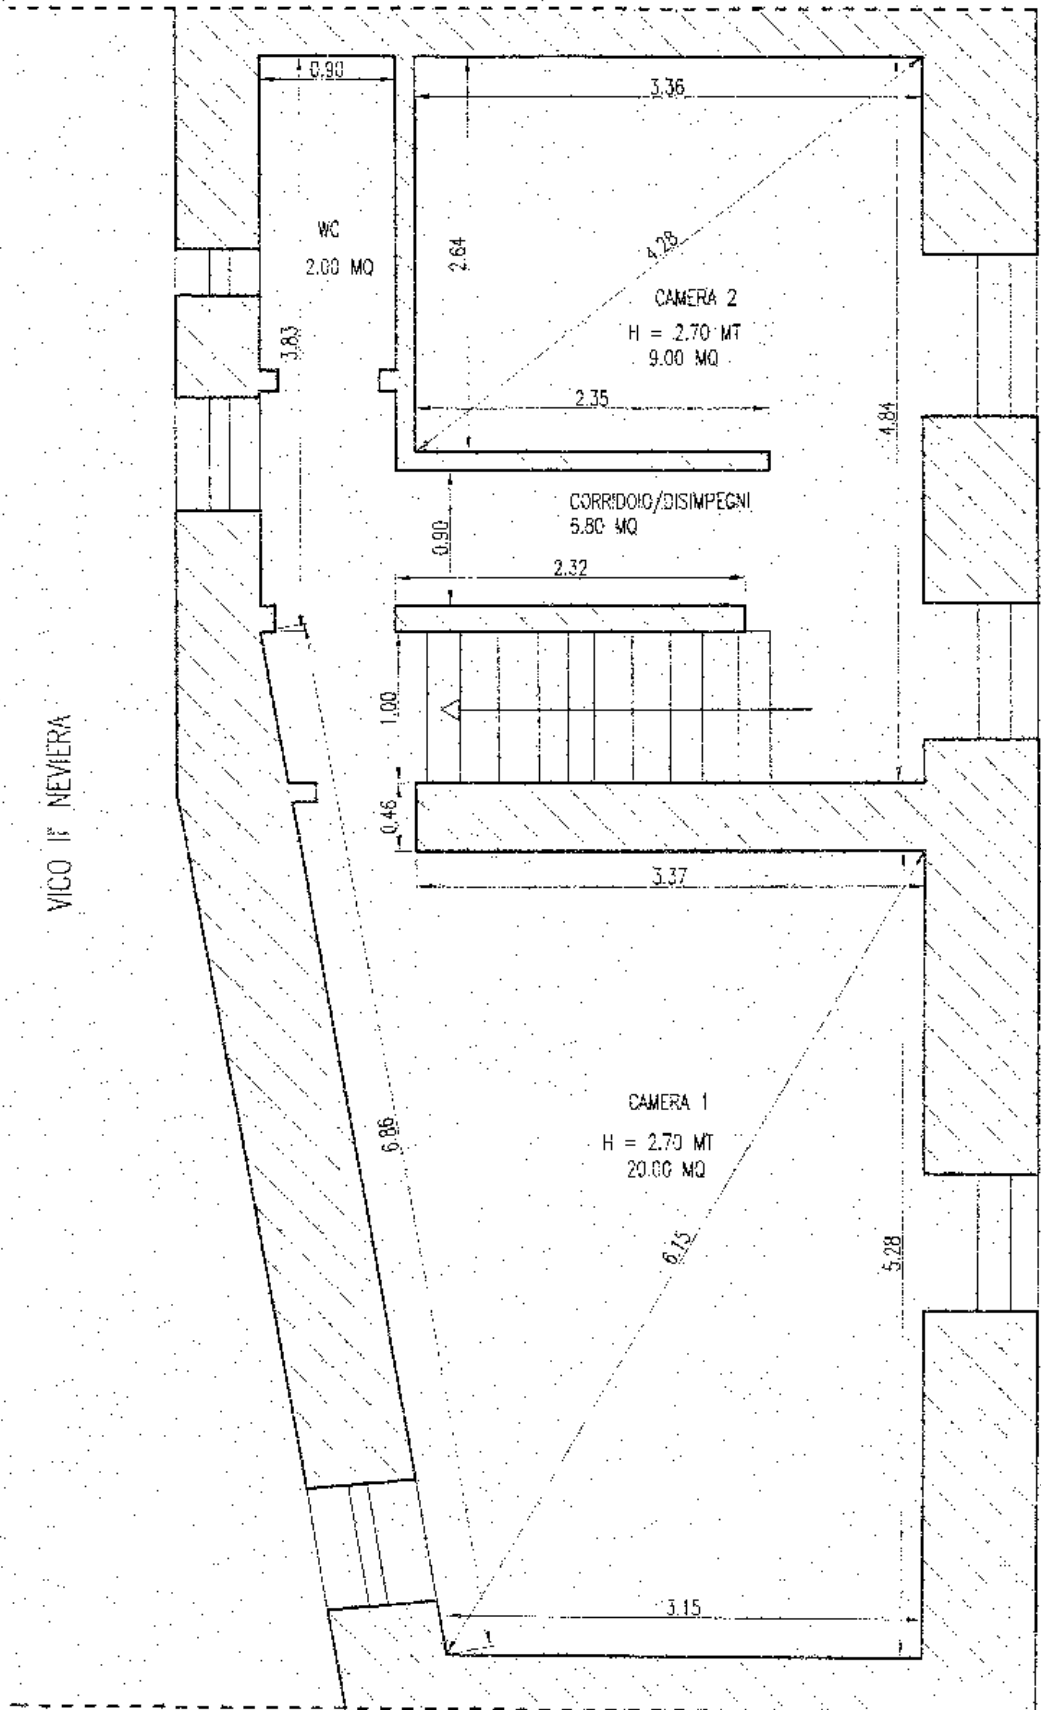 0.90
3.36
WC
2.00 MQ
2.64
4.28
CAMERA 2
H = 2.70 MT
9.00 MQ
3.83
2.35
4.84
CORRIDOIO/DISIMPEGNI
5.80 MQ
0.90
2.32
1.00
VICO II° NEVIERA
0.46
3.37
CAMERA 1
H = 2.70 MT
20.00 MQ
6.86
6.15
5.28
3.15